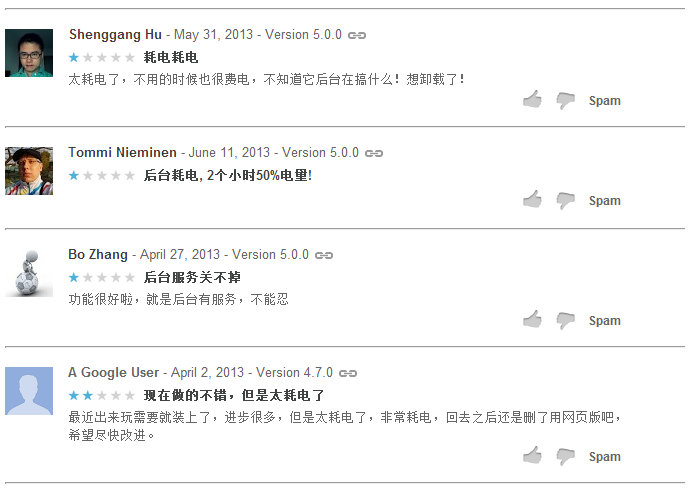 Shenggang Hu - May 31, 2013 - Version 5.0.0
耗电耗电
太耗电了，不用的时候也很费电，不知道它后台在搞什么！想卸载了！
Spam
Tommi Nieminen - June 11, 2013 - Version 5.0.0
后台耗电, 2个小时50%电量!
Spam
Bo Zhang - April 27, 2013 - Version 5.0.0
后台服务关不掉
功能很好啦，就是后台有服务，不能忍
Spam
A Google User - April 2, 2013 - Version 4.7.0
现在做的不错，但是太耗电了
最近出来玩需要就装上了，进步很多，但是太耗电了，非常耗电，回去之后还是删了用网页版吧，
希望尽快改进。
Spam